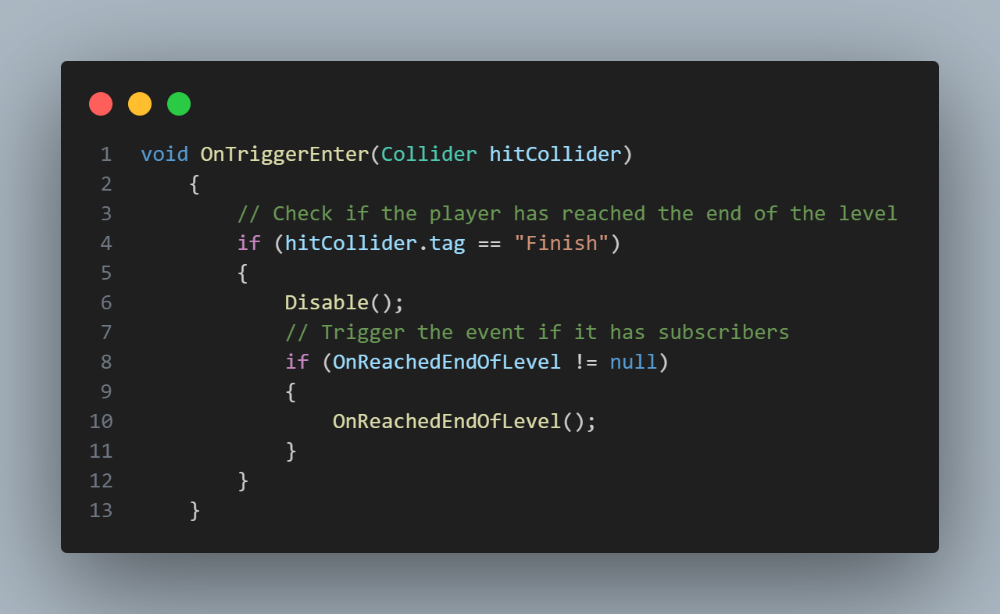 1 void OnTriggerEnter(Collider hitCollider)
2     {
3         // Check if the player has reached the end of the level
4         if (hitCollider.tag == "Finish")
5         {
6             Disable();
7             // Trigger the event if it has subscribers
8             if (OnReachedEndOfLevel != null)
9             {
10                 OnReachedEndOfLevel();
11             }
12         }
13     }